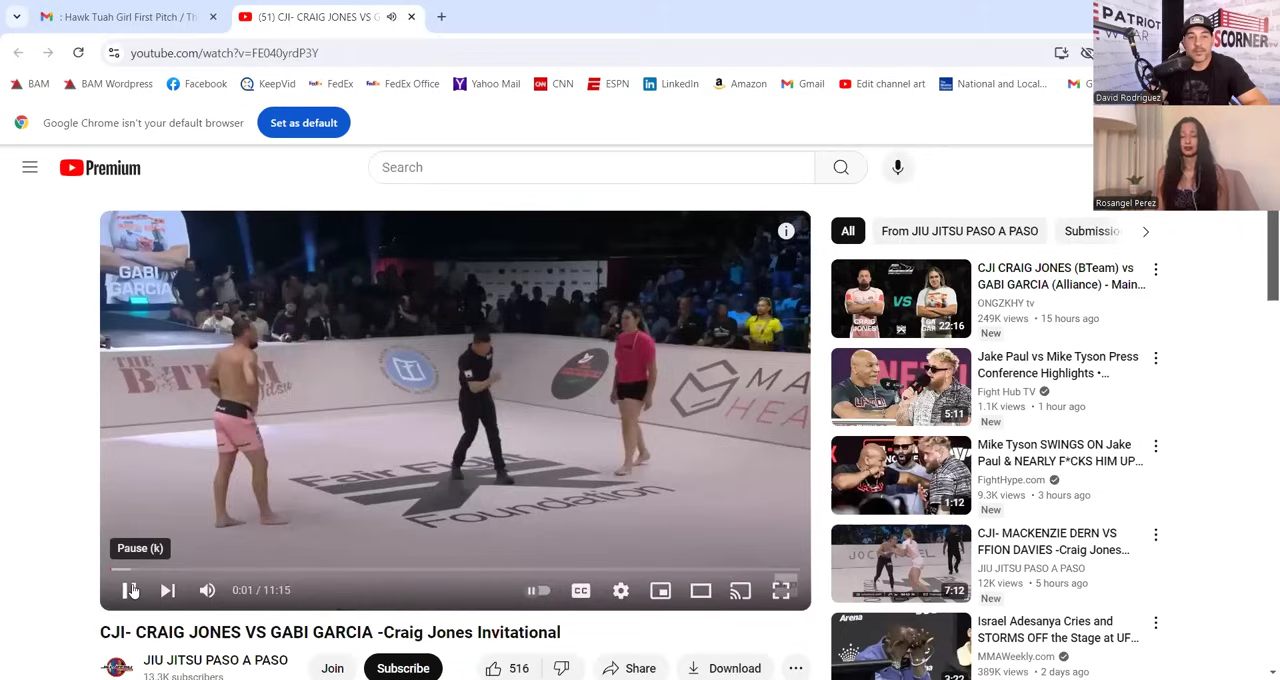 : Hawk Tuah Girl First Pitch / Th
(51) CJI- CRAIG JONES VS G
youtube.com/watch?v=FE040yrdP3Y
BAM
BAM Wordpress
Facebook
KeepVid
FedEx
FedEx Office
Yahoo Mail
CNN
ESPN
LinkedIn
Amazon
Gmail
Edit channel art
National and Local...
Google Chrome isn't your default browser
Set as default
PATRIOT
WEAR
SCORNER
David Rodriguez
Rosangel Perez
Premium
Search
GABI
GARCIA
Pause (k)
0:01 / 11:15
CC
CJI- CRAIG JONES VS GABI GARCIA -Craig Jones Invitational
JIU JITSU PASO A PASO
Join
Subscribe
516
Share
Download
All
From JIU JITSU PASO A PASO
Submissio
VS
22:16
CJI CRAIG JONES (BTeam) vs
GABI GARCIA (Alliance) - Main...
ONGZKHY tv
249K views • 15 hours ago
New
5:11
Jake Paul vs Mike Tyson Press
Conference Highlights •...
Fight Hub TV
1.1K views • 1 hour ago
New
1:12
Mike Tyson SWINGS ON Jake
Paul & NEARLY F*CKS HIM UP...
FightHype.com
9.3K views • 3 hours ago
New
7:12
CJI- MACKENZIE DERN VS
FFION DAVIES -Craig Jones...
JIU JITSU PASO A PASO
12K views • 5 hours ago
New
Arena
3:22
Israel Adesanya Cries and
STORMS OFF the Stage at UF...
MMAWeekly.com
389K views • 2 days ago